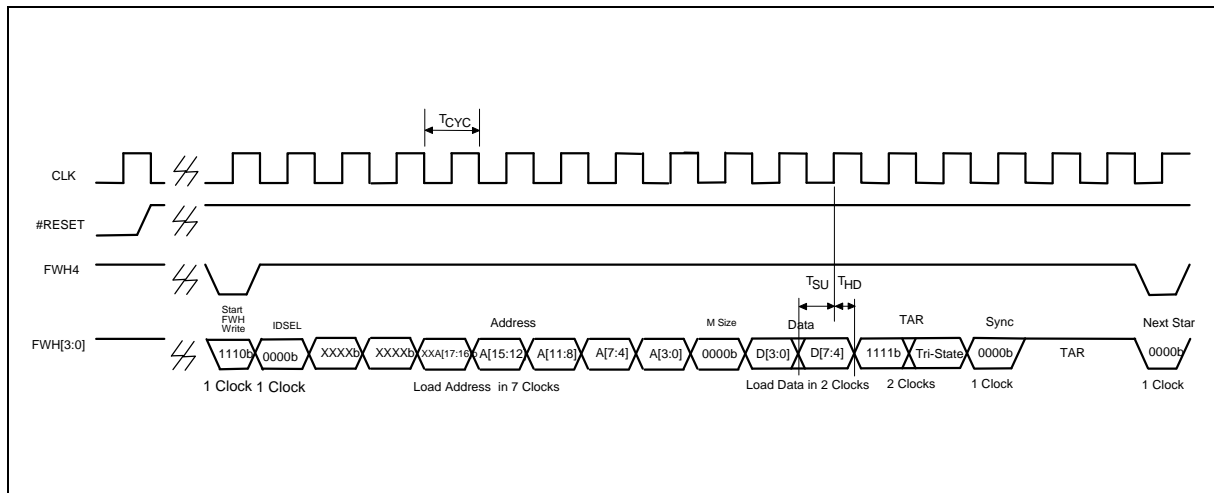 TCYC
CLK
#RESET
FWH4
TSU THD
Start
FWH
Write
IDSEL
Address
M Size
Data
TAR
Sync
Next Star
FWH[3:0]
1110b 0000b XXXXb XXXXb XXA[17:16]b A[15:12] A[11:8] A[7:4] A[3:0] 0000b D[3:0] D[7:4] 1111b Tri-State 0000b TAR 0000b
1 Clock 1 Clock Load Address in 7 Clocks Load Data in 2 Clocks 2 Clocks 1 Clock 1 Clock